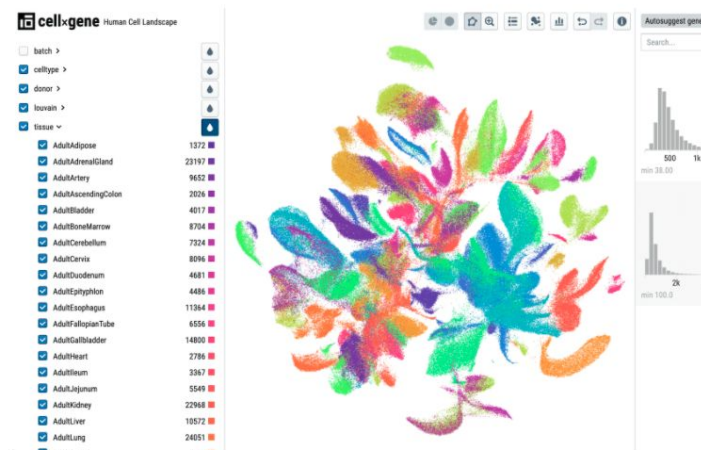 cellxgene Human Cell Landscape
batch
celltype
donor
louvain
tissue
AdultAdipose 1372
AdultAdrenalGland 23197
AdultArtery 9652
AdultAscendingColon 2026
AdultBladder 4017
AdultBoneMarrow 8704
AdultCerebellum 7324
AdultCervix 8096
AdultDuodenum 4681
AdultEpityphlon 4486
AdultEsophagus 11364
AdultFallopianTube 6556
AdultGallbladder 14800
AdultHeart 2786
AdultIleum 3367
AdultJejunum 5549
AdultKidney 22968
AdultLiver 10572
AdultLung 24051
Autosuggest gene
Search...
500 1k
min 38.00
2k
min 100.0